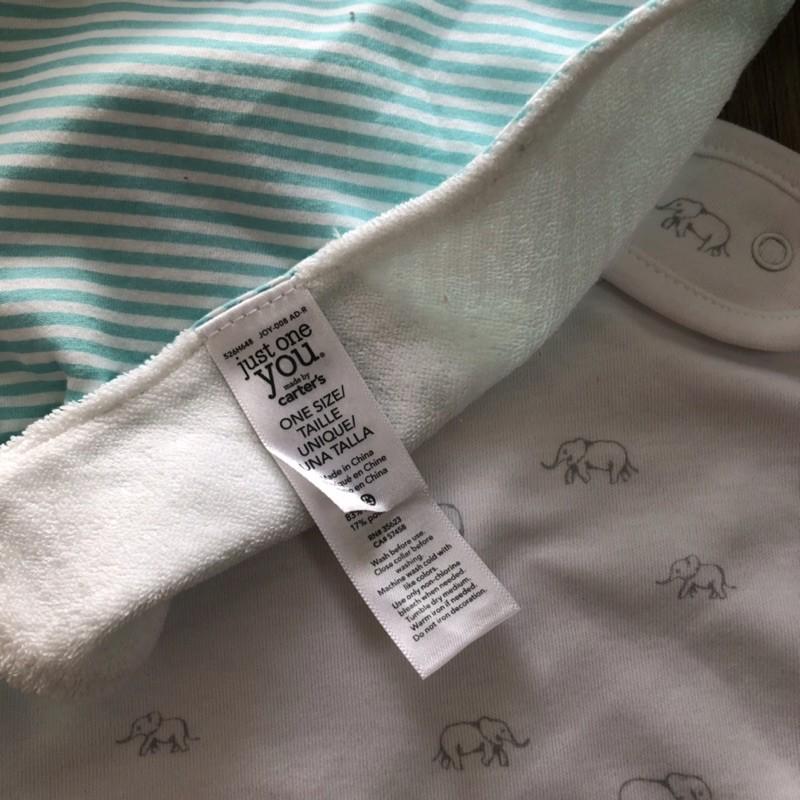 526H648 JOY-008 AD-R
just one
you®
made by
carter's
ONE SIZE/
TAILLE
UNIQUE/
UNA TALLA
Made in China
en Chine
en China
83%
17%
RN# 35623
CA# 57458
Wash before use.
Close collar before
washing.
Machine wash cold with
like colors.
Use only non-chlorine
bleach when needed.
Tumble dry medium.
Warm iron if needed.
Do not iron decoration.